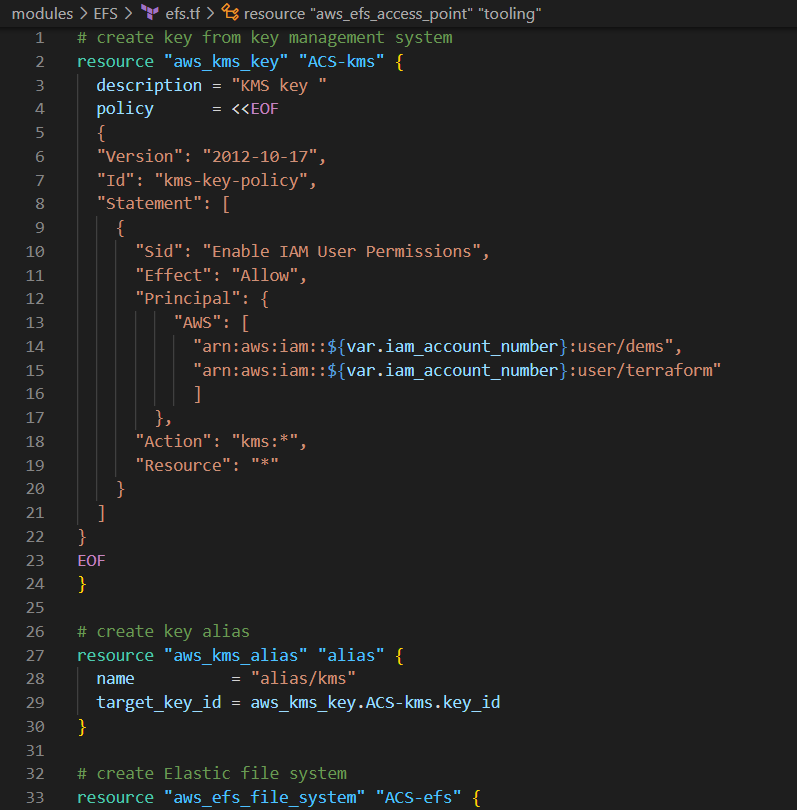 modules > EFS > efs.tf > resource "aws_efs_access_point" "tooling"
1 # create key from key management system
2 resource "aws_kms_key" "ACS-kms" {
3   description = "KMS key "
4   policy      = <<EOF
5   {
6   "Version": "2012-10-17",
7   "Id": "kms-key-policy",
8   "Statement": [
9     {
10       "Sid": "Enable IAM User Permissions",
11       "Effect": "Allow",
12       "Principal": {
13           "AWS": [
14             "arn:aws:iam::${var.iam_account_number}:user/dems",
15             "arn:aws:iam::${var.iam_account_number}:user/terraform"
16             ]
17         },
18       "Action": "kms:*",
19       "Resource": "*"
20     }
21   ]
22 }
23 EOF
24 }
25
26 # create key alias
27 resource "aws_kms_alias" "alias" {
28   name          = "alias/kms"
29   target_key_id = aws_kms_key.ACS-kms.key_id
30 }
31
32 # create Elastic file system
33 resource "aws_efs_file_system" "ACS-efs" {